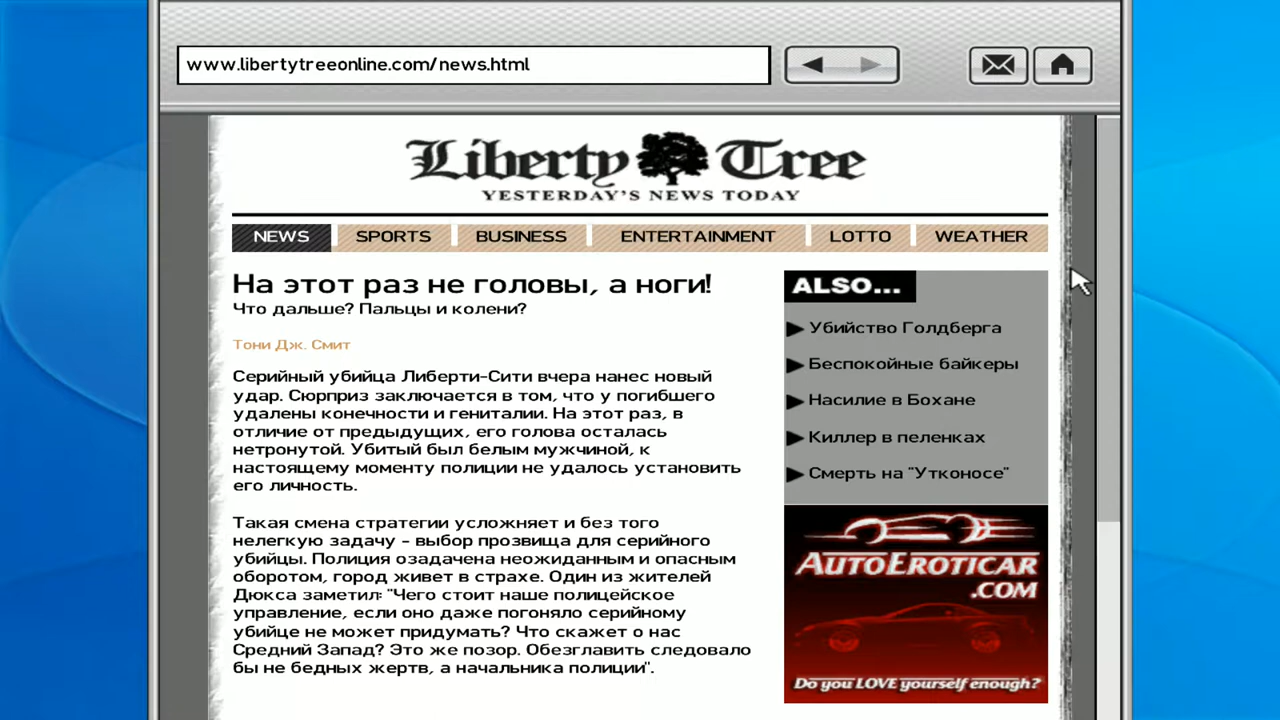 www.libertytreeonline.com/news.html
Liberty Tree
YESTERDAY'S NEWS TODAY
NEWS SPORTS BUSINESS ENTERTAINMENT LOTTO WEATHER
На этот раз не головы, а ноги!
Что дальше? Пальцы и колени?
Тони Дж. Смит
Серийный убийца Либерти-Сити вчера нанес новый
удар. Сюрприз заключается в том, что у погибшего
удалены конечности и гениталии. На этот раз, в
отличие от предыдущих, его голова осталась
нетронутой. Убитый был белым мужчиной, к
настоящему моменту полиции не удалось установить
его личность.
Такая смена стратегии усложняет и без того
нелегкую задачу - выбор прозвища для серийного
убийцы. Полиция озадачена неожиданным и опасным
оборотом, город живет в страхе. Один из жителей
Дюкса заметил: "Чего стоит наше полицейское
управление, если оно даже погоняло серийному
убийце не может придумать? Что скажет о нас
Средний Запад? Это же позор. Обезглавить следовало
бы не бедных жертв, а начальника полиции".
ALSO...
Убийство Голдберга
Беспокойные байкеры
Насилие в Бохане
Киллер в пеленках
Смерть на "Утконосе"
AUTOEROTICAR
.COM
Do you LOVE yourself enough?